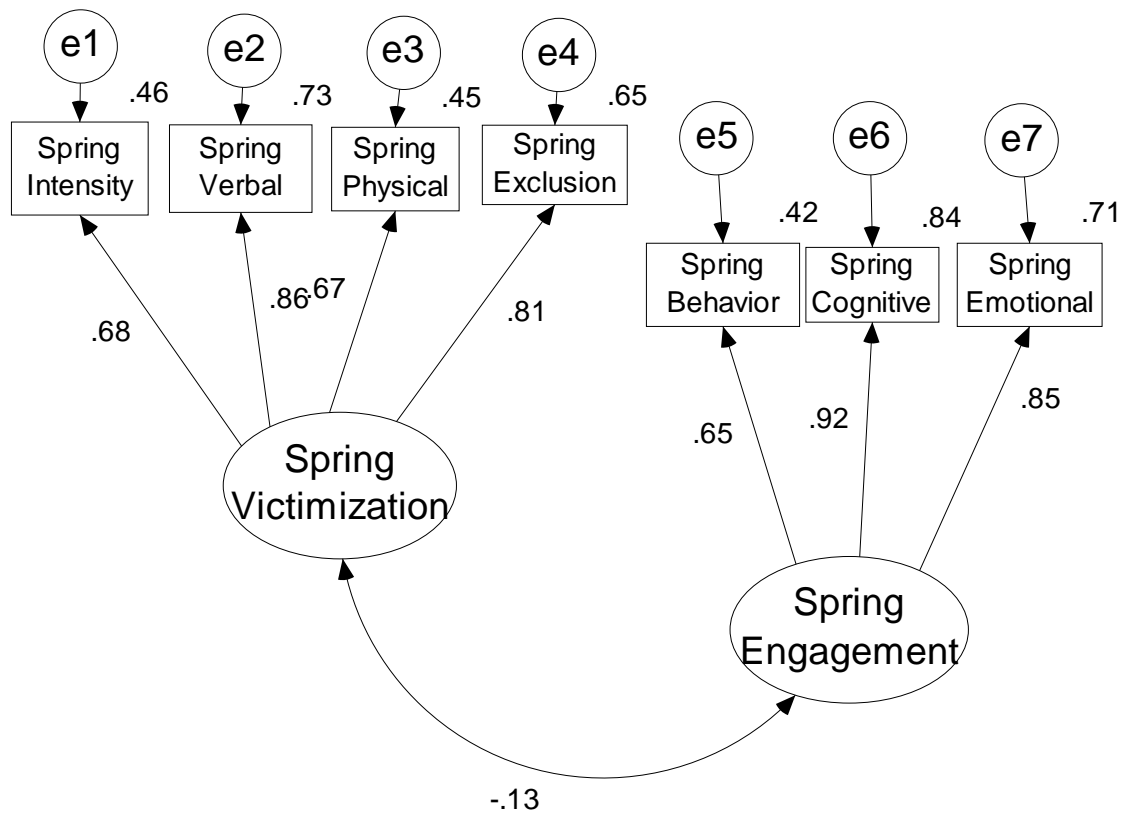 e1
e2
e3
e4
.46
.73
.45
.65
Spring
Intensity
Spring
Verbal
Spring
Physical
Spring
Exclusion
e5
e6
e7
.42
.84
.71
Spring
Behavior
Spring
Cognitive
Spring
Emotional
.68
.86
.67
.81
.65
.92
.85
Spring
Victimization
Spring
Engagement
-.13